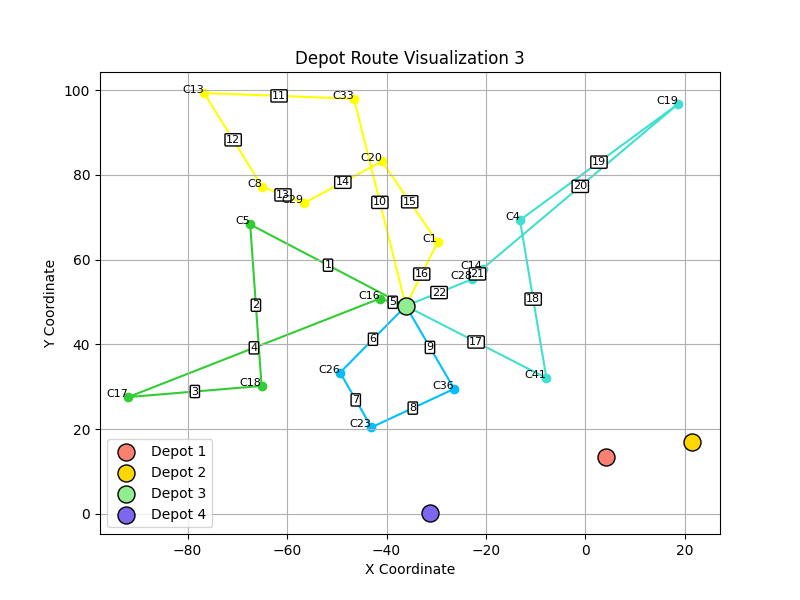 Depot Route Visualization 3
Y Coordinate
100
80
60
40
20
0
C13
11
C33
C19
12
C20
19
C8
13
C29
14
10
15
20
C5
C4
C1
1
16
C14
21
C28
22
C16
5
2
18
6
9
17
4
C26
C41
C18
C36
3
C17
7
8
C23
Depot 1
Depot 2
Depot 3
Depot 4
−80
−60
−40
−20
0
20
X Coordinate